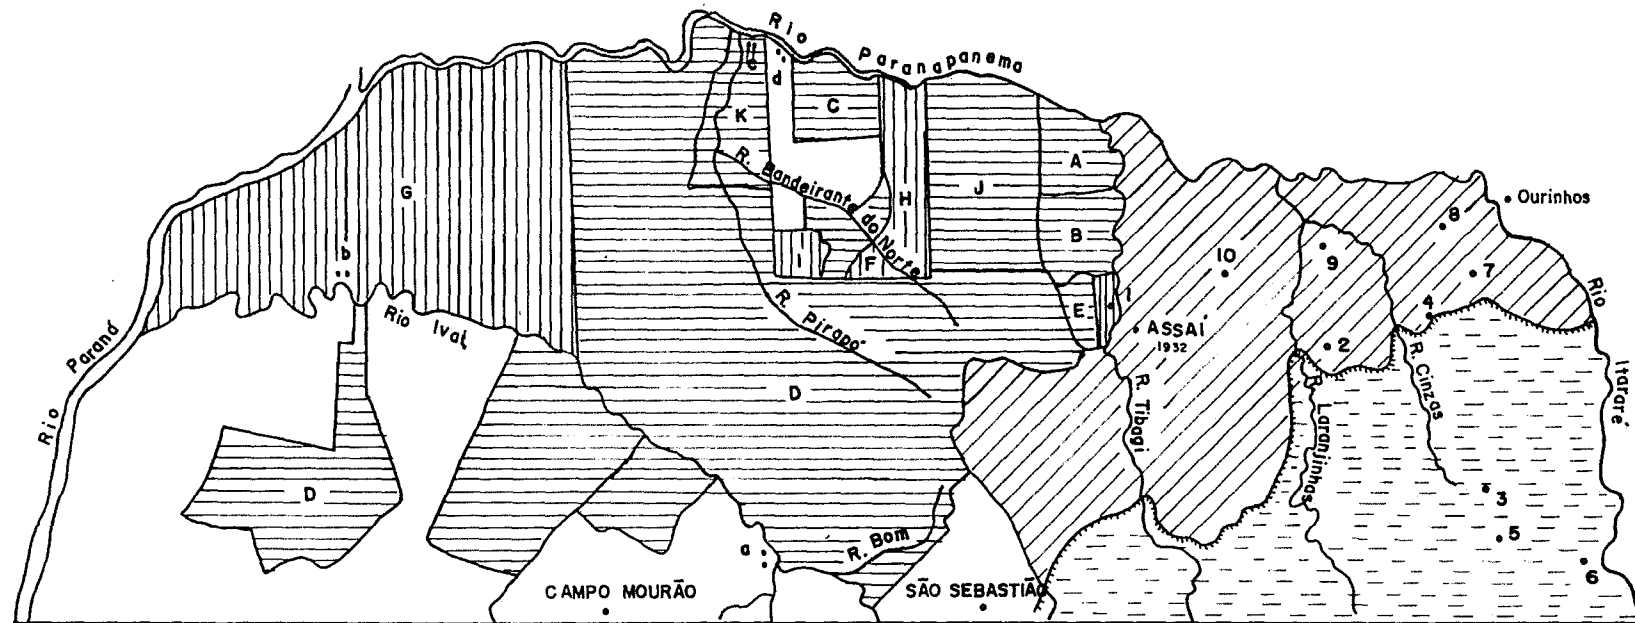 Rio
Paranapanema
c
d
C
K
A
R. Bandeirante do Norte
G
J
H
Ourinhos
B
8
b
I
F
10
9
7
Rio
E
1
4
Rio Ivaí
R. Pirapó
ASSAÍ
1932
2
Rio Paraná
R. Cinzas
Itararé
D
R. Tibagi
R. Laranjinhas
D
3
5
a
R. Bom
6
CAMPO MOURÃO
SÃO SEBASTIÃO